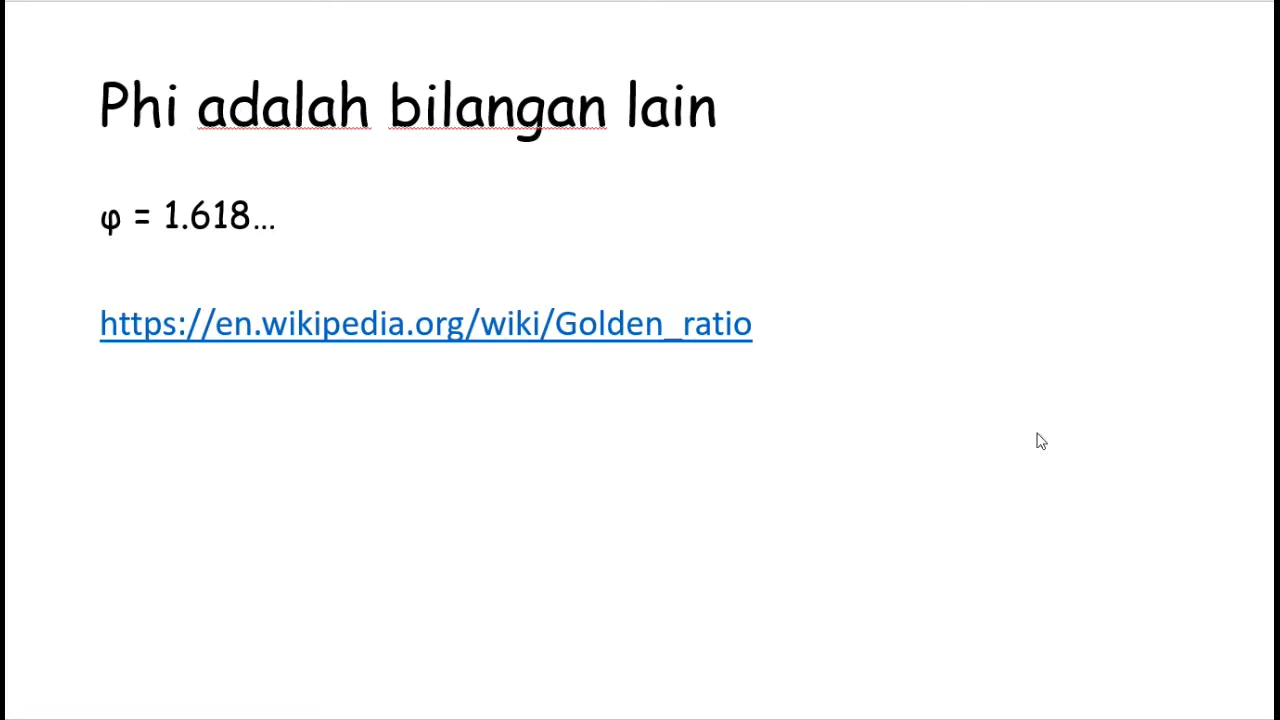 Phi adalah bilangan lain
φ = 1.618…
https://en.wikipedia.org/wiki/Golden_ratio